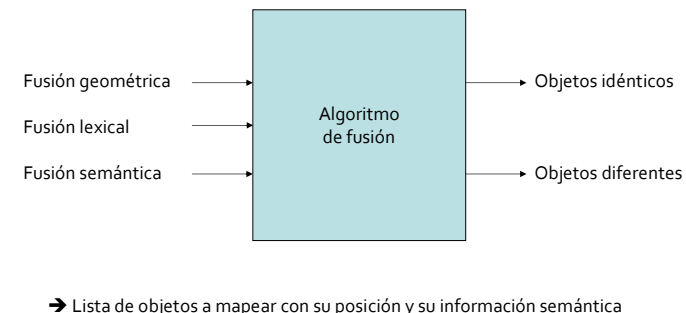 Fusión geométrica
Fusión lexical
Fusión semántica
Algoritmo
de fusión
Objetos idénticos
Objetos diferentes
➔ Lista de objetos a mapear con su posición y su información semántica